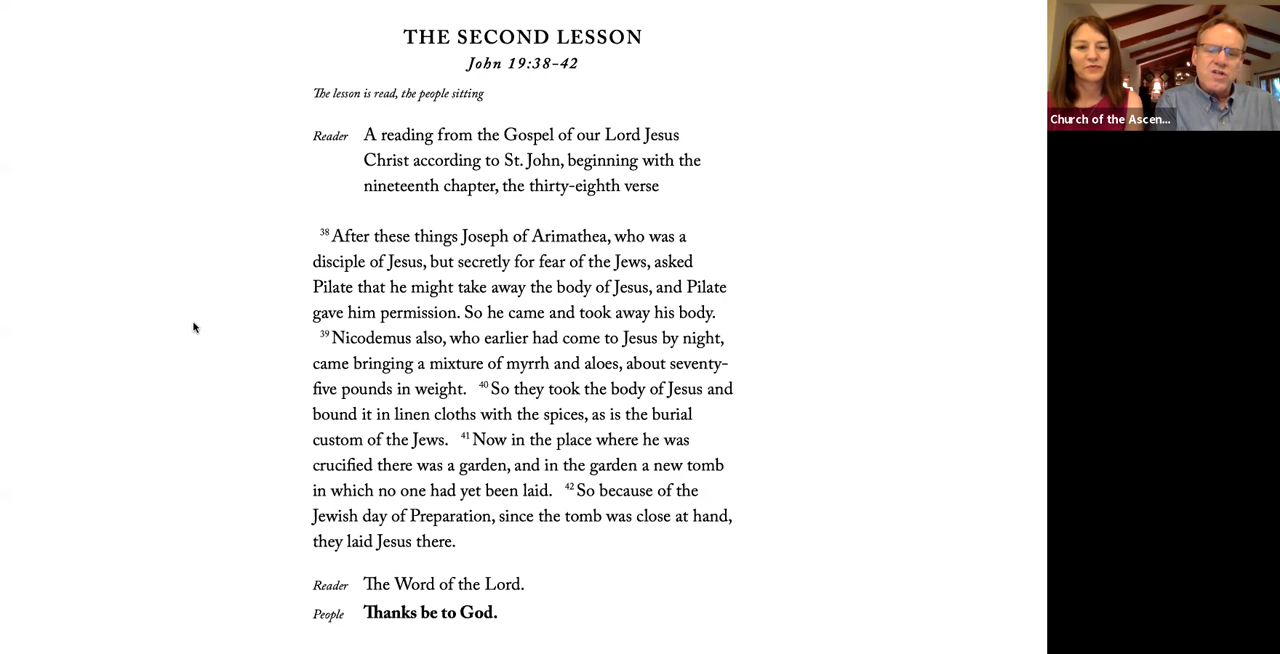 THE SECOND LESSON
John 19:38-42
The lesson is read, the people sitting
Reader A reading from the Gospel of our Lord Jesus
Christ according to St. John, beginning with the
nineteenth chapter, the thirty-eighth verse
38 After these things Joseph of Arimathea, who was a
disciple of Jesus, but secretly for fear of the Jews, asked
Pilate that he might take away the body of Jesus, and Pilate
gave him permission. So he came and took away his body.
39 Nicodemus also, who earlier had come to Jesus by night,
came bringing a mixture of myrrh and aloes, about seventy-
five pounds in weight. 40 So they took the body of Jesus and
bound it in linen cloths with the spices, as is the burial
custom of the Jews. 41 Now in the place where he was
crucified there was a garden, and in the garden a new tomb
in which no one had yet been laid. 42 So because of the
Jewish day of Preparation, since the tomb was close at hand,
they laid Jesus there.
Reader The Word of the Lord.
People Thanks be to God.
Church of the Ascen...